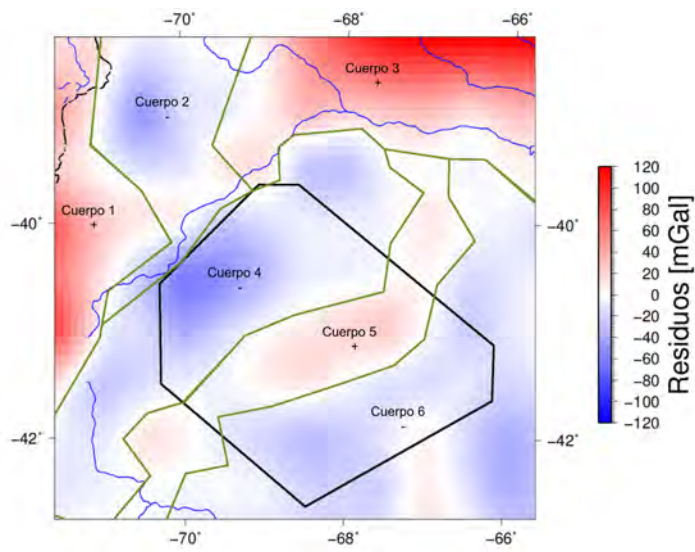 −70˚ −68˚ −66˚
Cuerpo 3
+
Cuerpo 2
-
Cuerpo 1
+
−40˚ −40˚
Cuerpo 4
-
Cuerpo 5
+
Cuerpo 6
-
−42˚ −42˚
−70˚ −68˚ −66˚
120
100
80
60
40
20
0
−20
−40
−60
−80
−100
−120
Residuos [mGal]